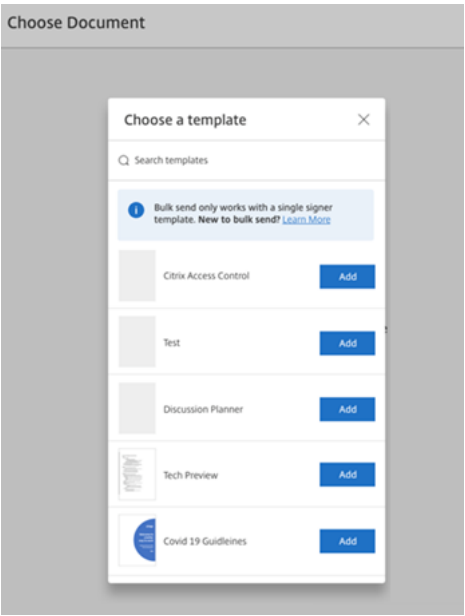 Choose Document
Choose a template
Search templates
Bulk send only works with a single signer
template. New to bulk send? Learn More
Citrix Access Control
Add
Test
Add
Discussion Planner
Add
Tech Preview
Add
Covid 19 Guidleines
Add